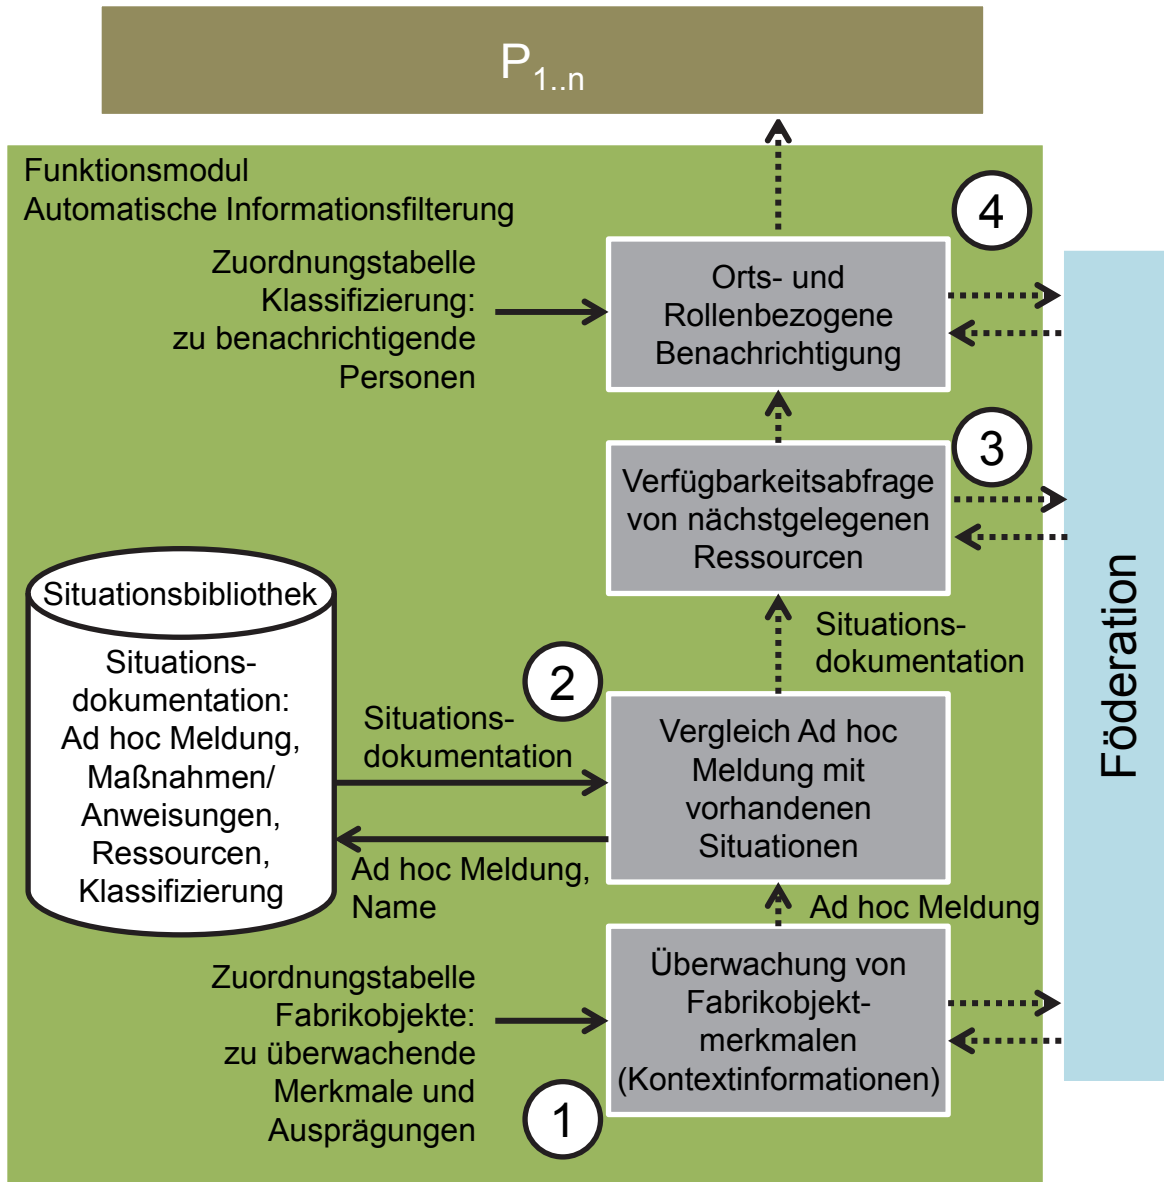 P1..n
Funktionsmodul
Automatische Informationsfilterung
4
Zuordnungstabelle
Klassifizierung:
zu benachrichtigende
Personen
Orts- und
Rollenbezogene
Benachrichtigung
3
Verfügbarkeitsabfrage
von nächstgelegenen
Ressourcen
Föderation
Situationsbibliothek
Situations-
dokumentation:
Ad hoc Meldung,
Maßnahmen/
Anweisungen,
Ressourcen,
Klassifizierung
Situations-
dokumentation
2
Situations-
dokumentation
Vergleich Ad hoc
Meldung mit
vorhandenen
Situationen
Ad hoc Meldung,
Name
Ad hoc Meldung
Zuordnungstabelle
Fabrikobjekte:
zu überwachende
Merkmale und
Ausprägungen
1
Überwachung von
Fabrikobjekt-
merkmalen
(Kontextinformationen)